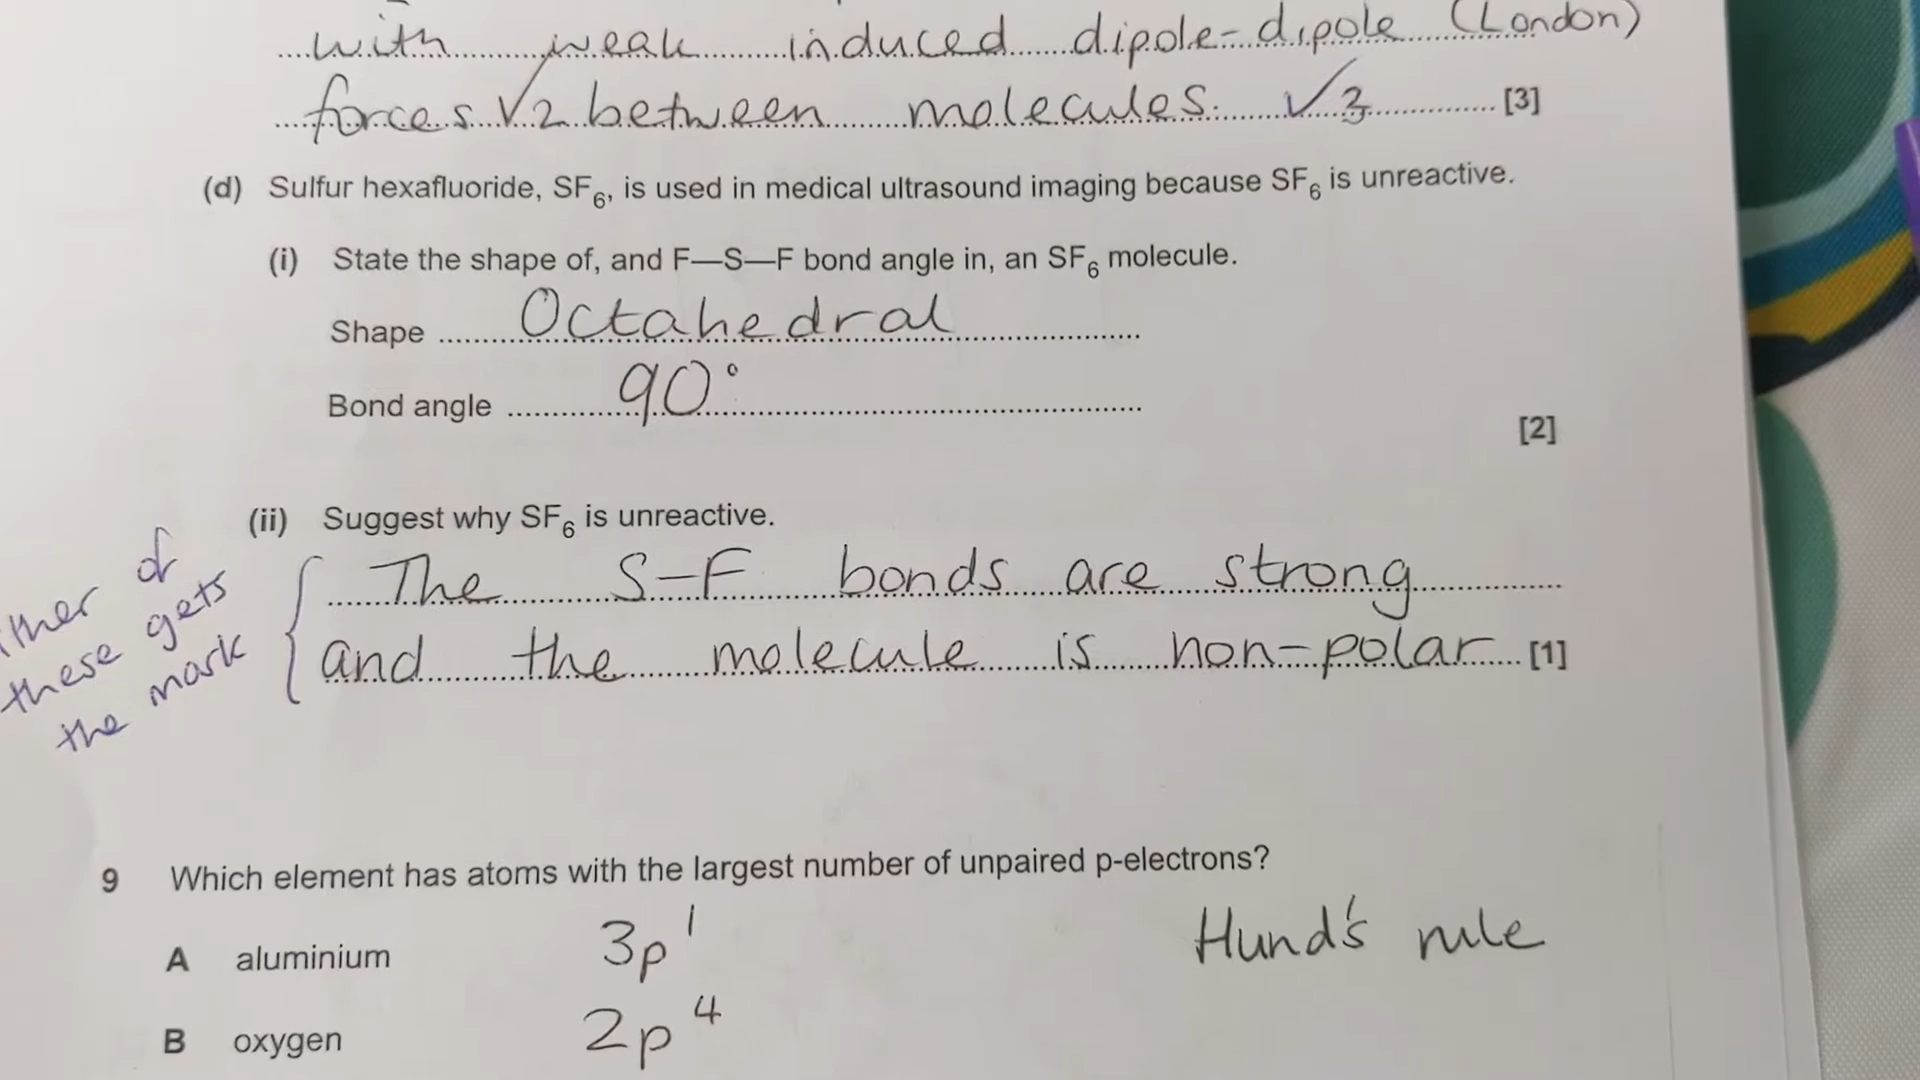 with weak induced dipole-dipole (London)
forces √2 between molecules. √3 [3]
(d) Sulfur hexafluoride, SF6, is used in medical ultrasound imaging because SF6 is unreactive.
(i) State the shape of, and F—S—F bond angle in, an SF6 molecule.
Shape Octahedral
Bond angle 90°
[2]
(ii) Suggest why SF6 is unreactive.
The S-F bonds are strong
and the molecule is non-polar [1]
of
these gets
the mark
9 Which element has atoms with the largest number of unpaired p-electrons?
A aluminium 3p¹ Hund's rule
B oxygen 2p⁴